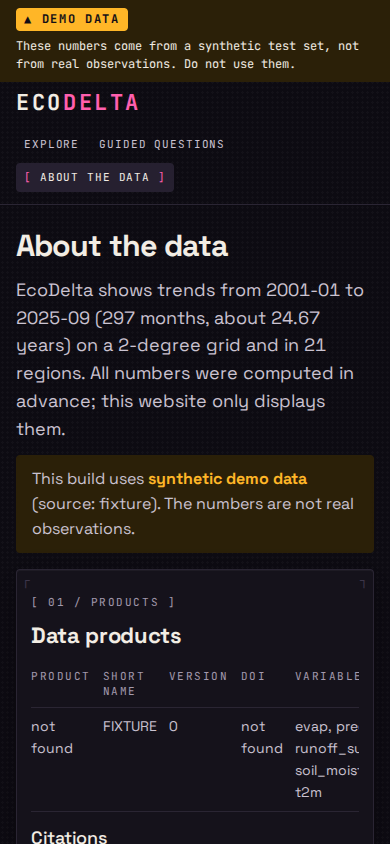 ▲ DEMO DATA
These numbers come from a synthetic test set, not
from real observations. Do not use them.
ECODELTA
EXPLORE GUIDED QUESTIONS
[ ABOUT THE DATA ]
About the data
EcoDelta shows trends from 2001-01 to
2025-09 (297 months, about 24.67
years) on a 2-degree grid and in 21
regions. All numbers were computed in
advance; this website only displays
them.
This build uses synthetic demo data
(source: fixture). The numbers are not real
observations.
[ 01 / PRODUCTS ]
Data products
PRODUCT SHORT NAME VERSION DOI VARIABLE
not found FIXTURE 0 not found evap, pre
runoff_su
soil_moist
t2m
Citations